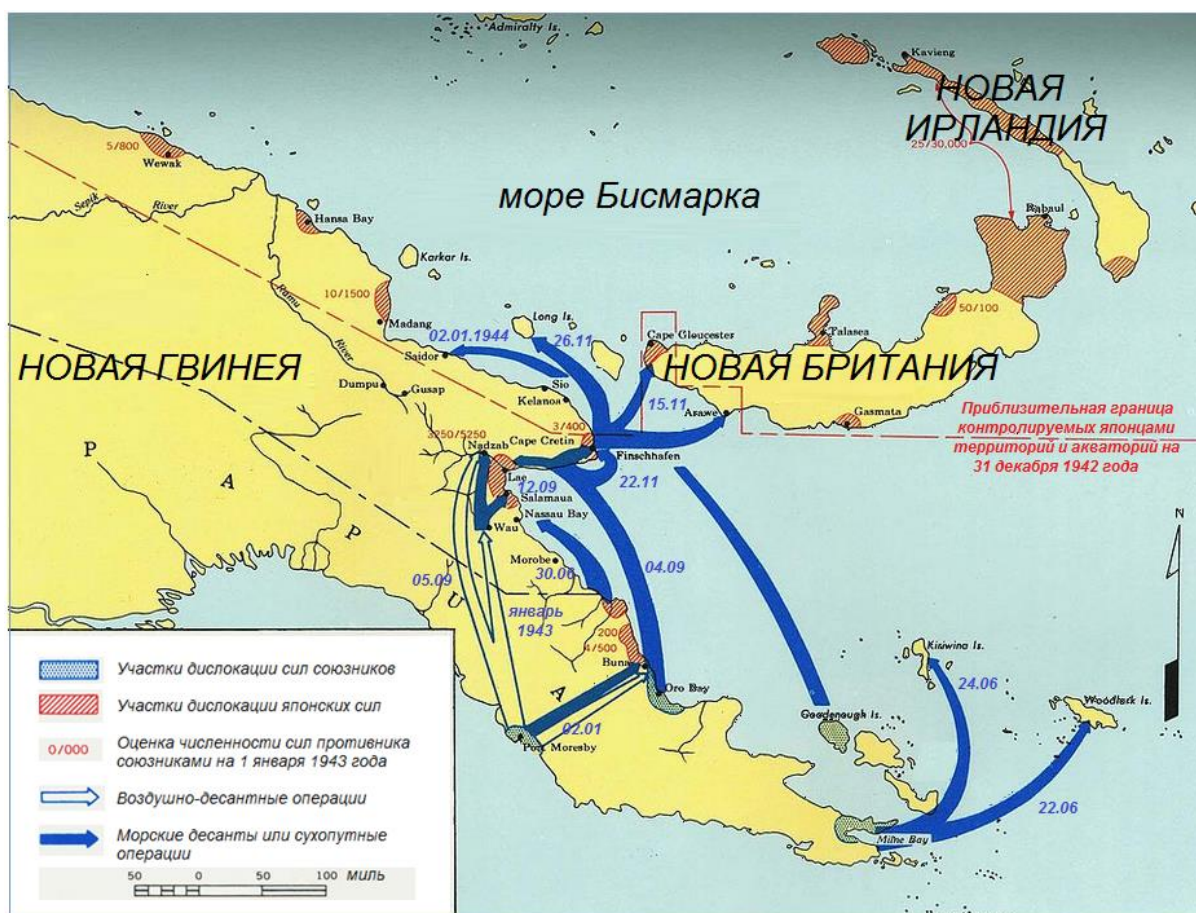 Admiralty Is.
Kavieng
НОВАЯ
ИРЛАНДИЯ
25/30,000
5/800
Wewak
Sepik
River
море Бисмарка
Rabaul
Hansa Bay
Karkar Is.
Ramu
River
10/1500
Madang
50/100
Long Is.
02.01.1944
26.11
Cape Gloucester
Talasea
Saidor
НОВАЯ ГВИНЕЯ
НОВАЯ БРИТАНИЯ
Dumpu
Gusap
Sio
Kelanoa
15.11
Arawe
Gasmata
Приблизительная граница
контролируемых японцами
территорий и акваторий на
31 декабря 1942 года
3/400
3250/5250
Cape Cretin
Nadzab
Finschhafen
Lae
12.09
22.11
Salamaua
Nassau Bay
Wau
N
P A P U A
Morobe
30.06
04.09
05.09
январь
1943
200
4/500
Buna
Oro Bay
Kiriwina Is.
24.06
Woodlark Is.
Goodenough Is.
02.01
Port Moresby
22.06
Milne Bay
Участки дислокации сил союзников
Участки дислокации японских сил
0/000
Оценка численности сил противника
союзниками на 1 января 1943 года
Воздушно-десантные операции
Морские десанты или сухопутные
операции
50 0 50 100 МИЛЬ